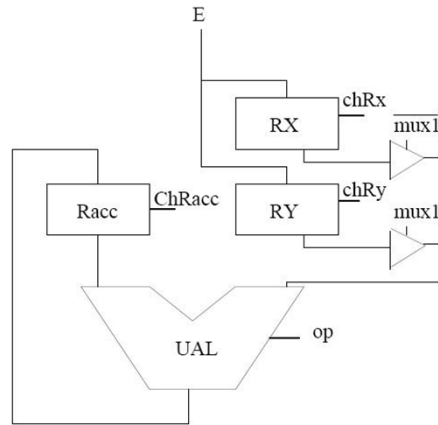 E
chRx
RX
mux1
ChRacc
chRy
Racc
RY
mux1
UAL
op